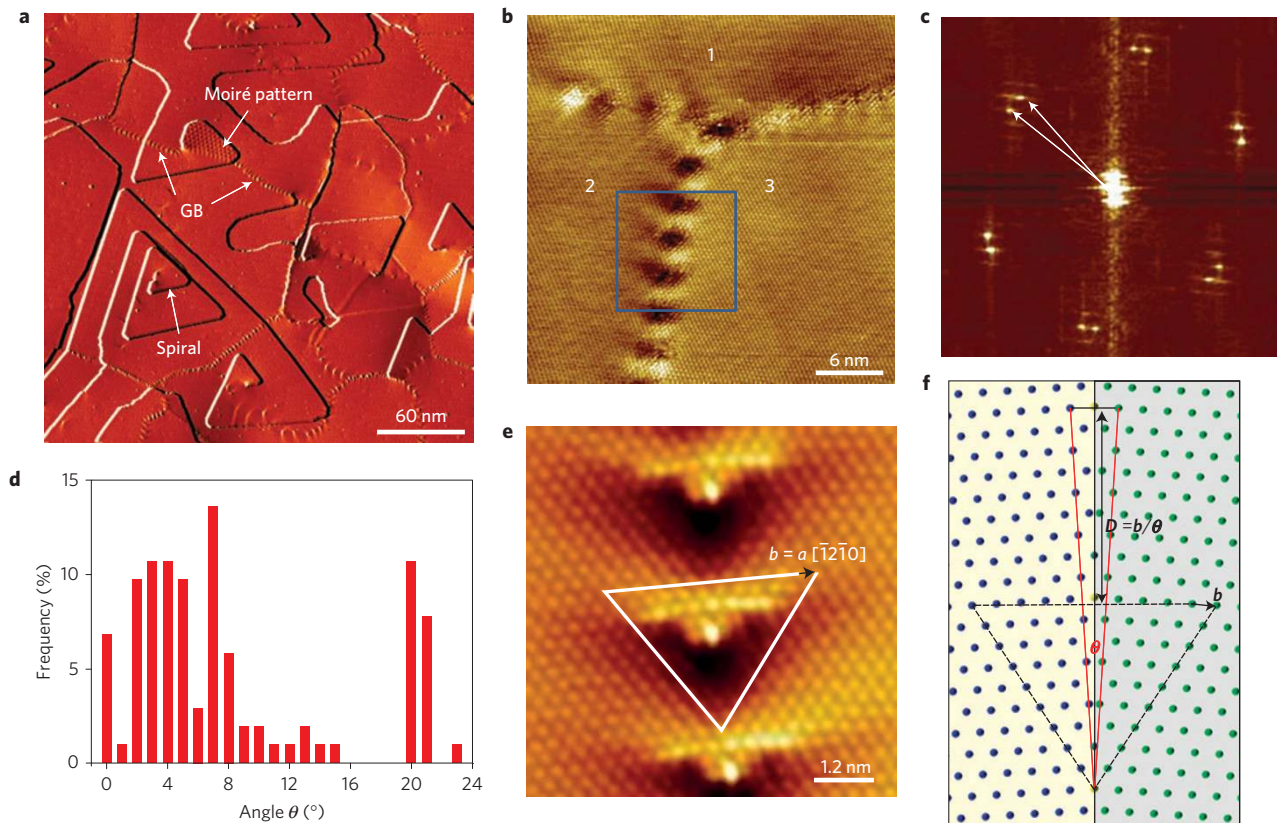 a
Moiré pattern
GB
Spiral
60 nm
b
1
2
3
6 nm
c
d
15
10
5
0
Frequency (%)
0
4
8
12
16
20
24
Angle θ (°)
e
b = a [1̅21̅0]
1.2 nm
f
D = b/θ
b
θ